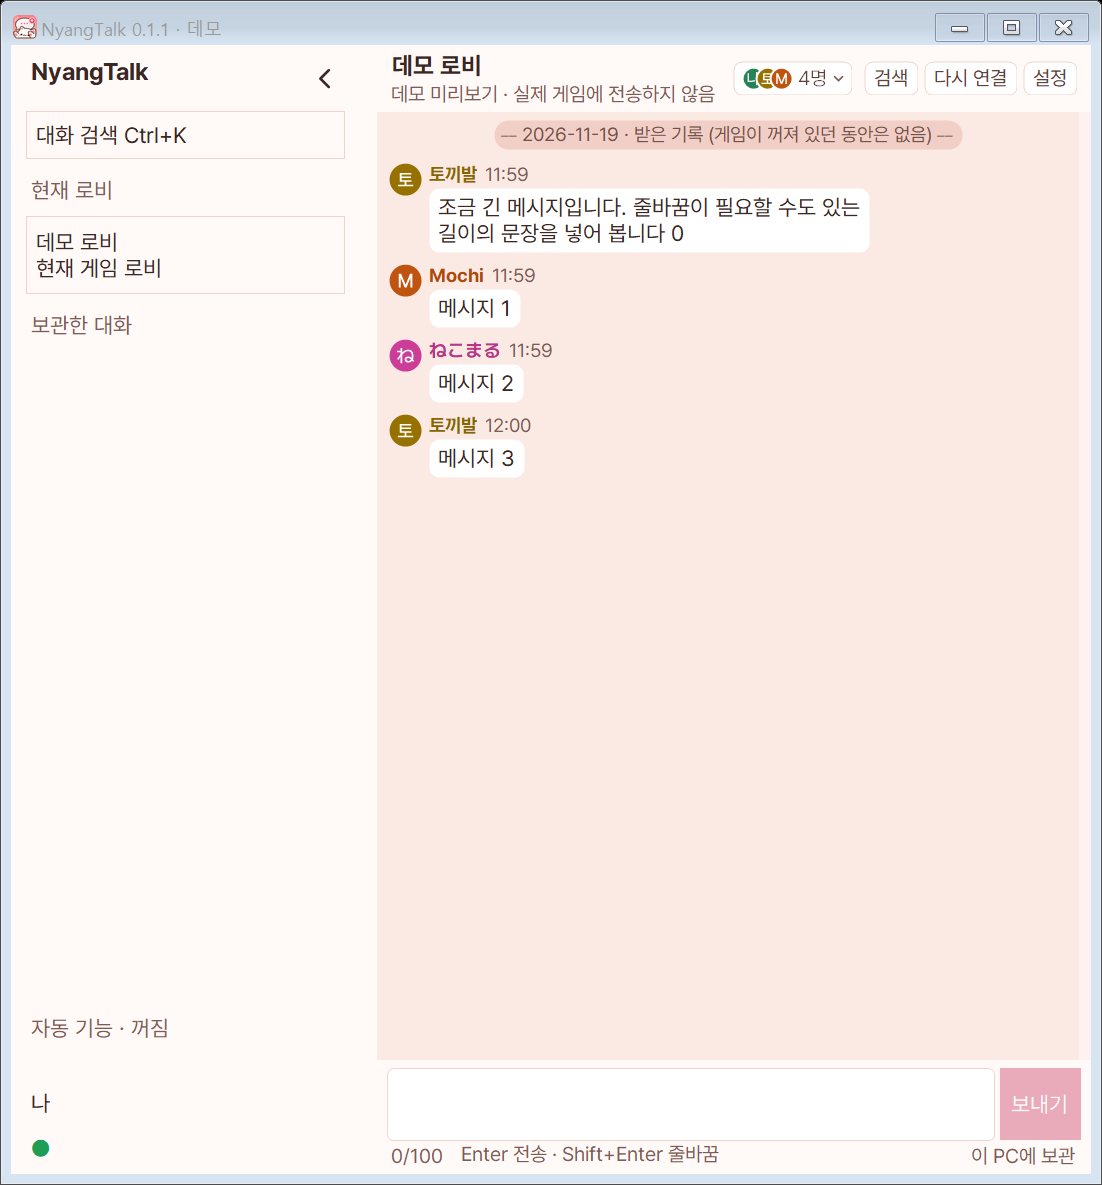 NyangTalk 0.1.1 · 데모
NyangTalk
대화 검색 Ctrl+K
현재 로비
데모 로비
현재 게임 로비
보관한 대화
자동 기능 · 꺼짐
나
데모 로비
데모 미리보기 · 실제 게임에 전송하지 않음
나 토 M 4명
검색
다시 연결
설정
— 2026-11-19 · 받은 기록 (게임이 꺼져 있던 동안은 없음) —
토
토끼발 11:59
조금 긴 메시지입니다. 줄바꿈이 필요할 수도 있는
길이의 문장을 넣어 봅니다 0
M
Mochi 11:59
메시지 1
ね
ねこまる 11:59
메시지 2
토
토끼발 12:00
메시지 3
보내기
0/100 Enter 전송 · Shift+Enter 줄바꿈
이 PC에 보관